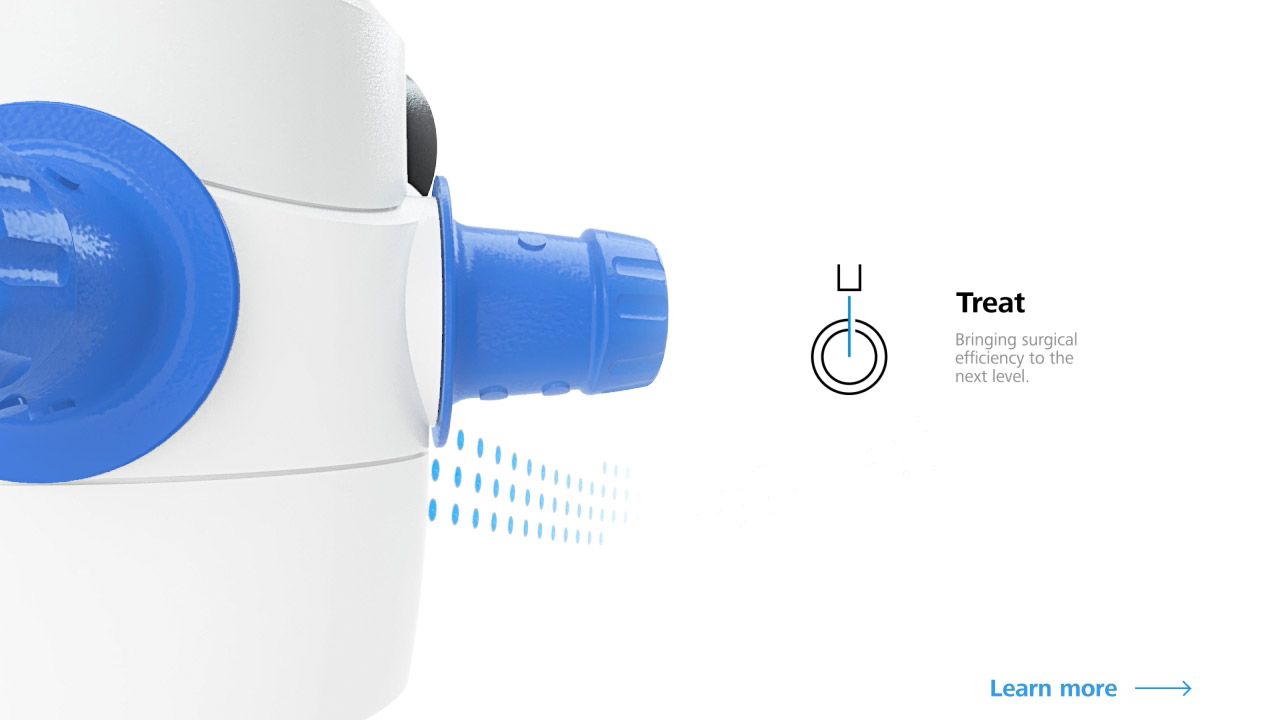 Treat
Bringing surgical
efficiency to the
next level.
Learn more